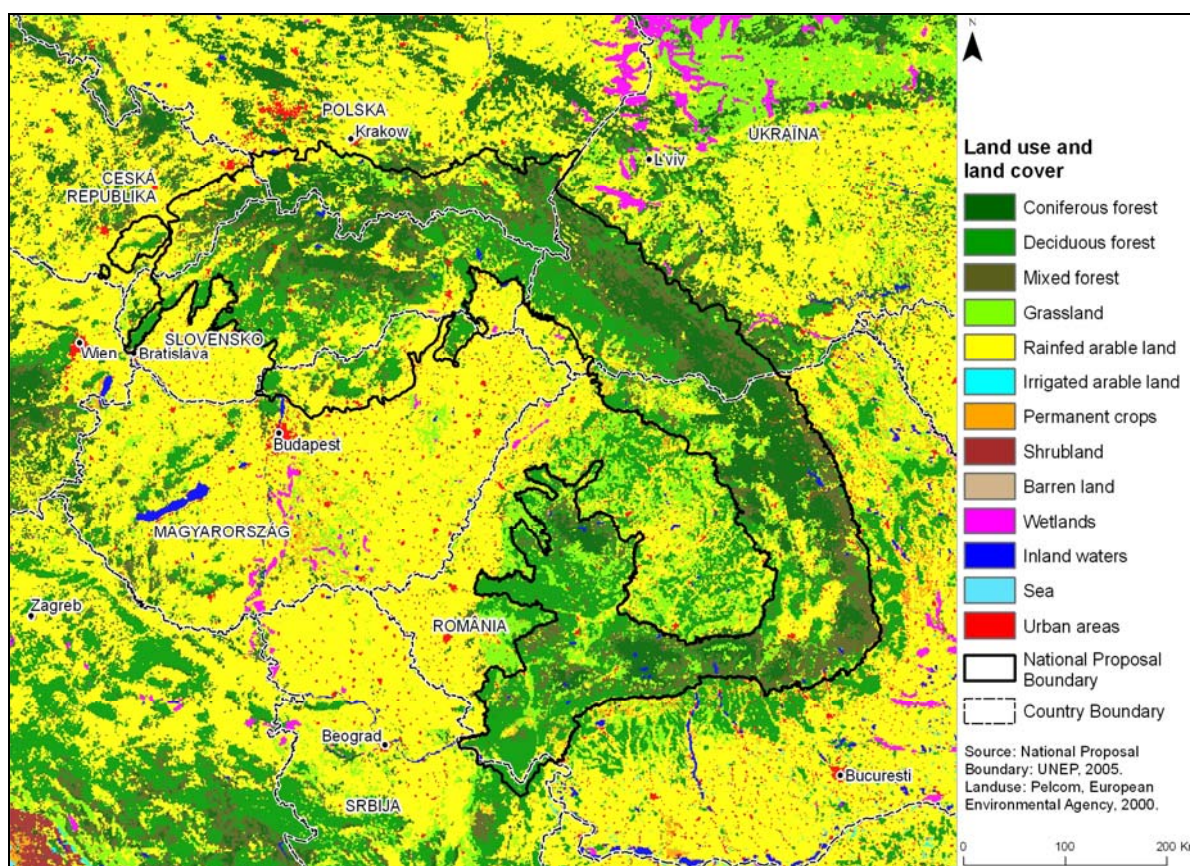 POLSKA
Krakow
UKRAÏNA
L'viv
ČESKÁ
REPUBLIKA
SLOVENSKO
Wien
Bratislava
Budapest
MAGYARORSZÁG
Zagreb
ROMÂNIA
Beograd
SRBIJA
Bucuresti
N
Land use and
land cover
Coniferous forest
Deciduous forest
Mixed forest
Grassland
Rainfed arable land
Irrigated arable land
Permanent crops
Shrubland
Barren land
Wetlands
Inland waters
Sea
Urban areas
National Proposal
Boundary
Country Boundary
Source: National Proposal
Boundary: UNEP, 2005.
Landuse: Pelcom, European
Environmental Agency, 2000.
0 100 200 Km